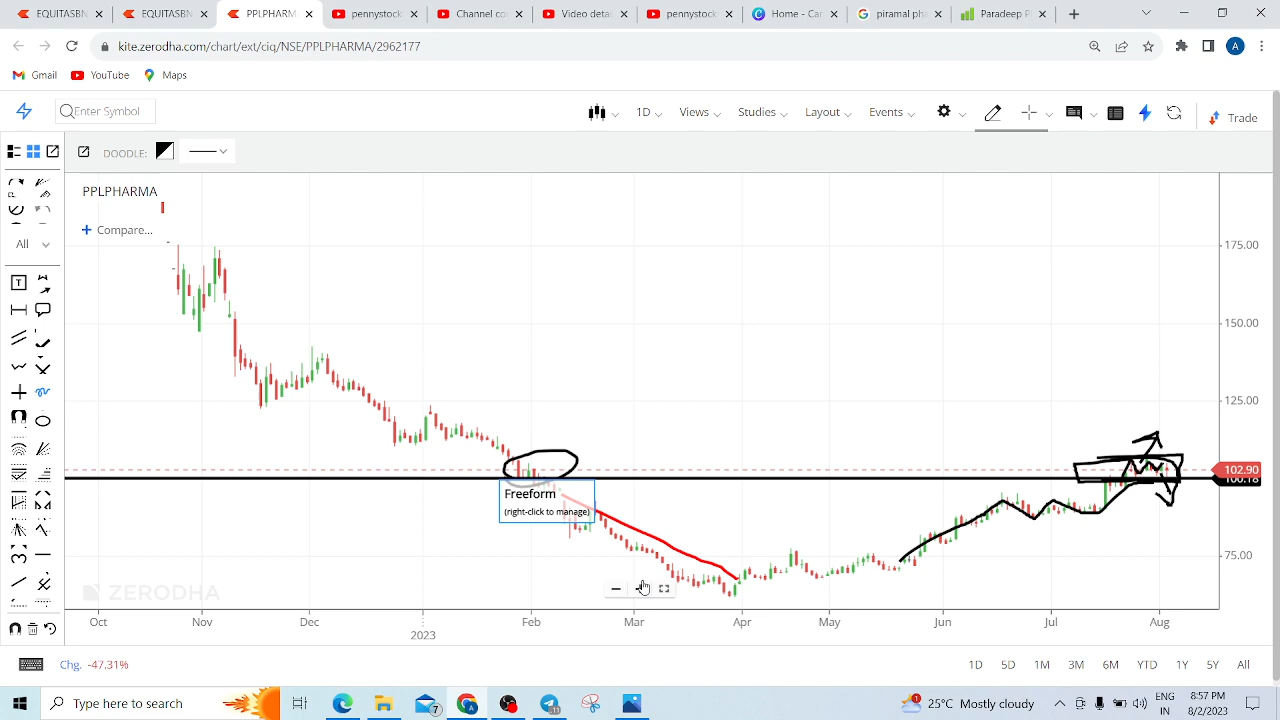 EQUITASBN
EQUITASBN
PPLPHARMA
pennystock
Channel co
Video detai
pennystock
Home - Can
piramal ph
Paradeep P
kite.zerodha.com/chart/ext/ciq/NSE/PPLPHARMA/2962177
A
Gmail
YouTube
Maps
Enter Symbol
1D
Views
Studies
Layout
Events
Trade
DOODLE:
PPLPHARMA
Compare...
All
T
175.00
150.00
125.00
102.90
100.18
75.00
Freeform
(right-click to manage)
ZERODHA
Oct
Nov
Dec
2023
Feb
Mar
Apr
May
Jun
Jul
Aug
Chg. -47.31%
1D 5D 1M 3M 6M YTD 1Y 5Y All
Type here to search
7
25°C Mostly cloudy
ENG
IN
8:57 PM
8/2/2023